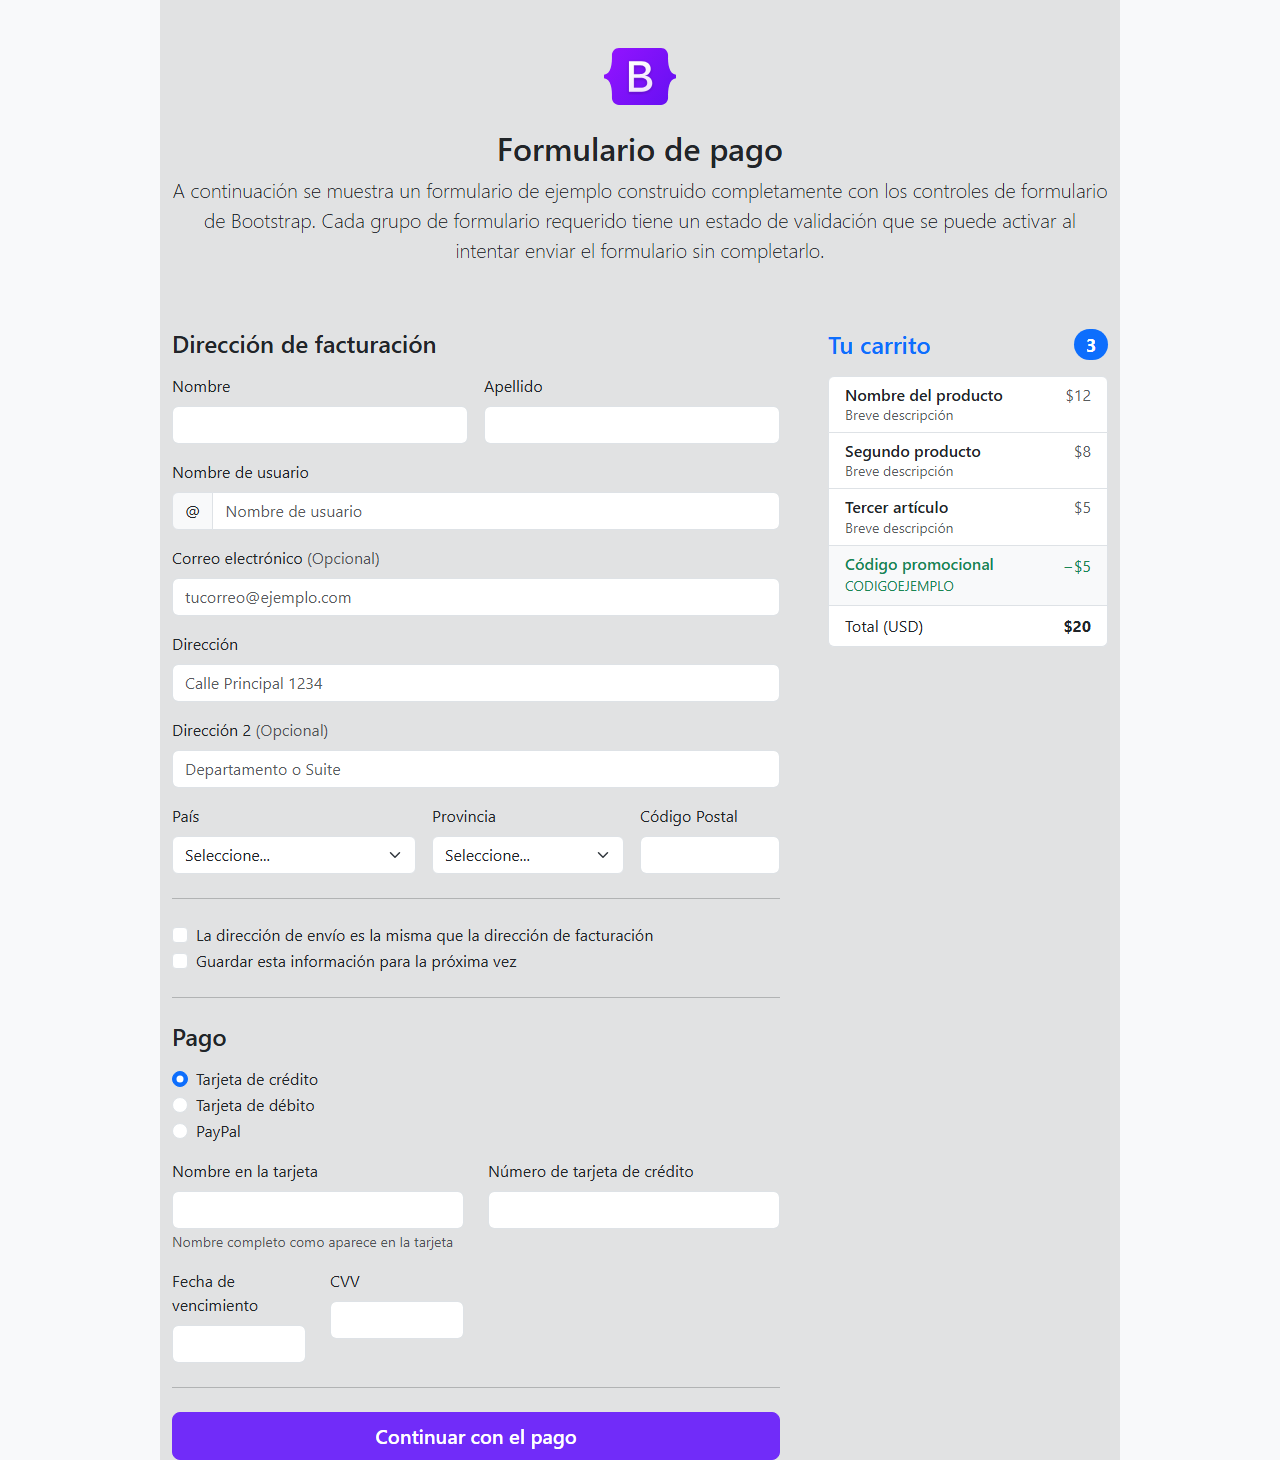 B
Formulario de pago
A continuación se muestra un formulario de ejemplo construido completamente con los controles de formulario
de Bootstrap. Cada grupo de formulario requerido tiene un estado de validación que se puede activar al
intentar enviar el formulario sin completarlo.
Dirección de facturación
Nombre Apellido
Nombre de usuario
@ Nombre de usuario
Correo electrónico (Opcional)
tucorreo@ejemplo.com
Dirección
Calle Principal 1234
Dirección 2 (Opcional)
Departamento o Suite
País Provincia Código Postal
Seleccione... Seleccione...
La dirección de envío es la misma que la dirección de facturación
Guardar esta información para la próxima vez
Pago
Tarjeta de crédito
Tarjeta de débito
PayPal
Nombre en la tarjeta Número de tarjeta de crédito
Nombre completo como aparece en la tarjeta
Fecha de
vencimiento
CVV
Continuar con el pago
Tu carrito 3
Nombre del producto $12
Breve descripción
Segundo producto $8
Breve descripción
Tercer artículo $5
Breve descripción
Código promocional −$5
CODIGOEJEMPLO
Total (USD) $20